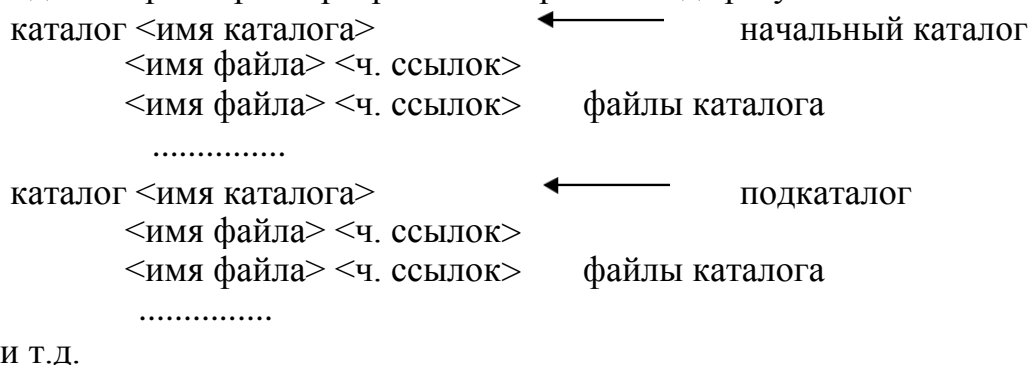 каталог <имя каталога> начальный каталог
<имя файла> <ч. ссылок>
<имя файла> <ч. ссылок> файлы каталога
...............
каталог <имя каталога> подкаталог
<имя файла> <ч. ссылок>
<имя файла> <ч. ссылок> файлы каталога
...............
и т.д.